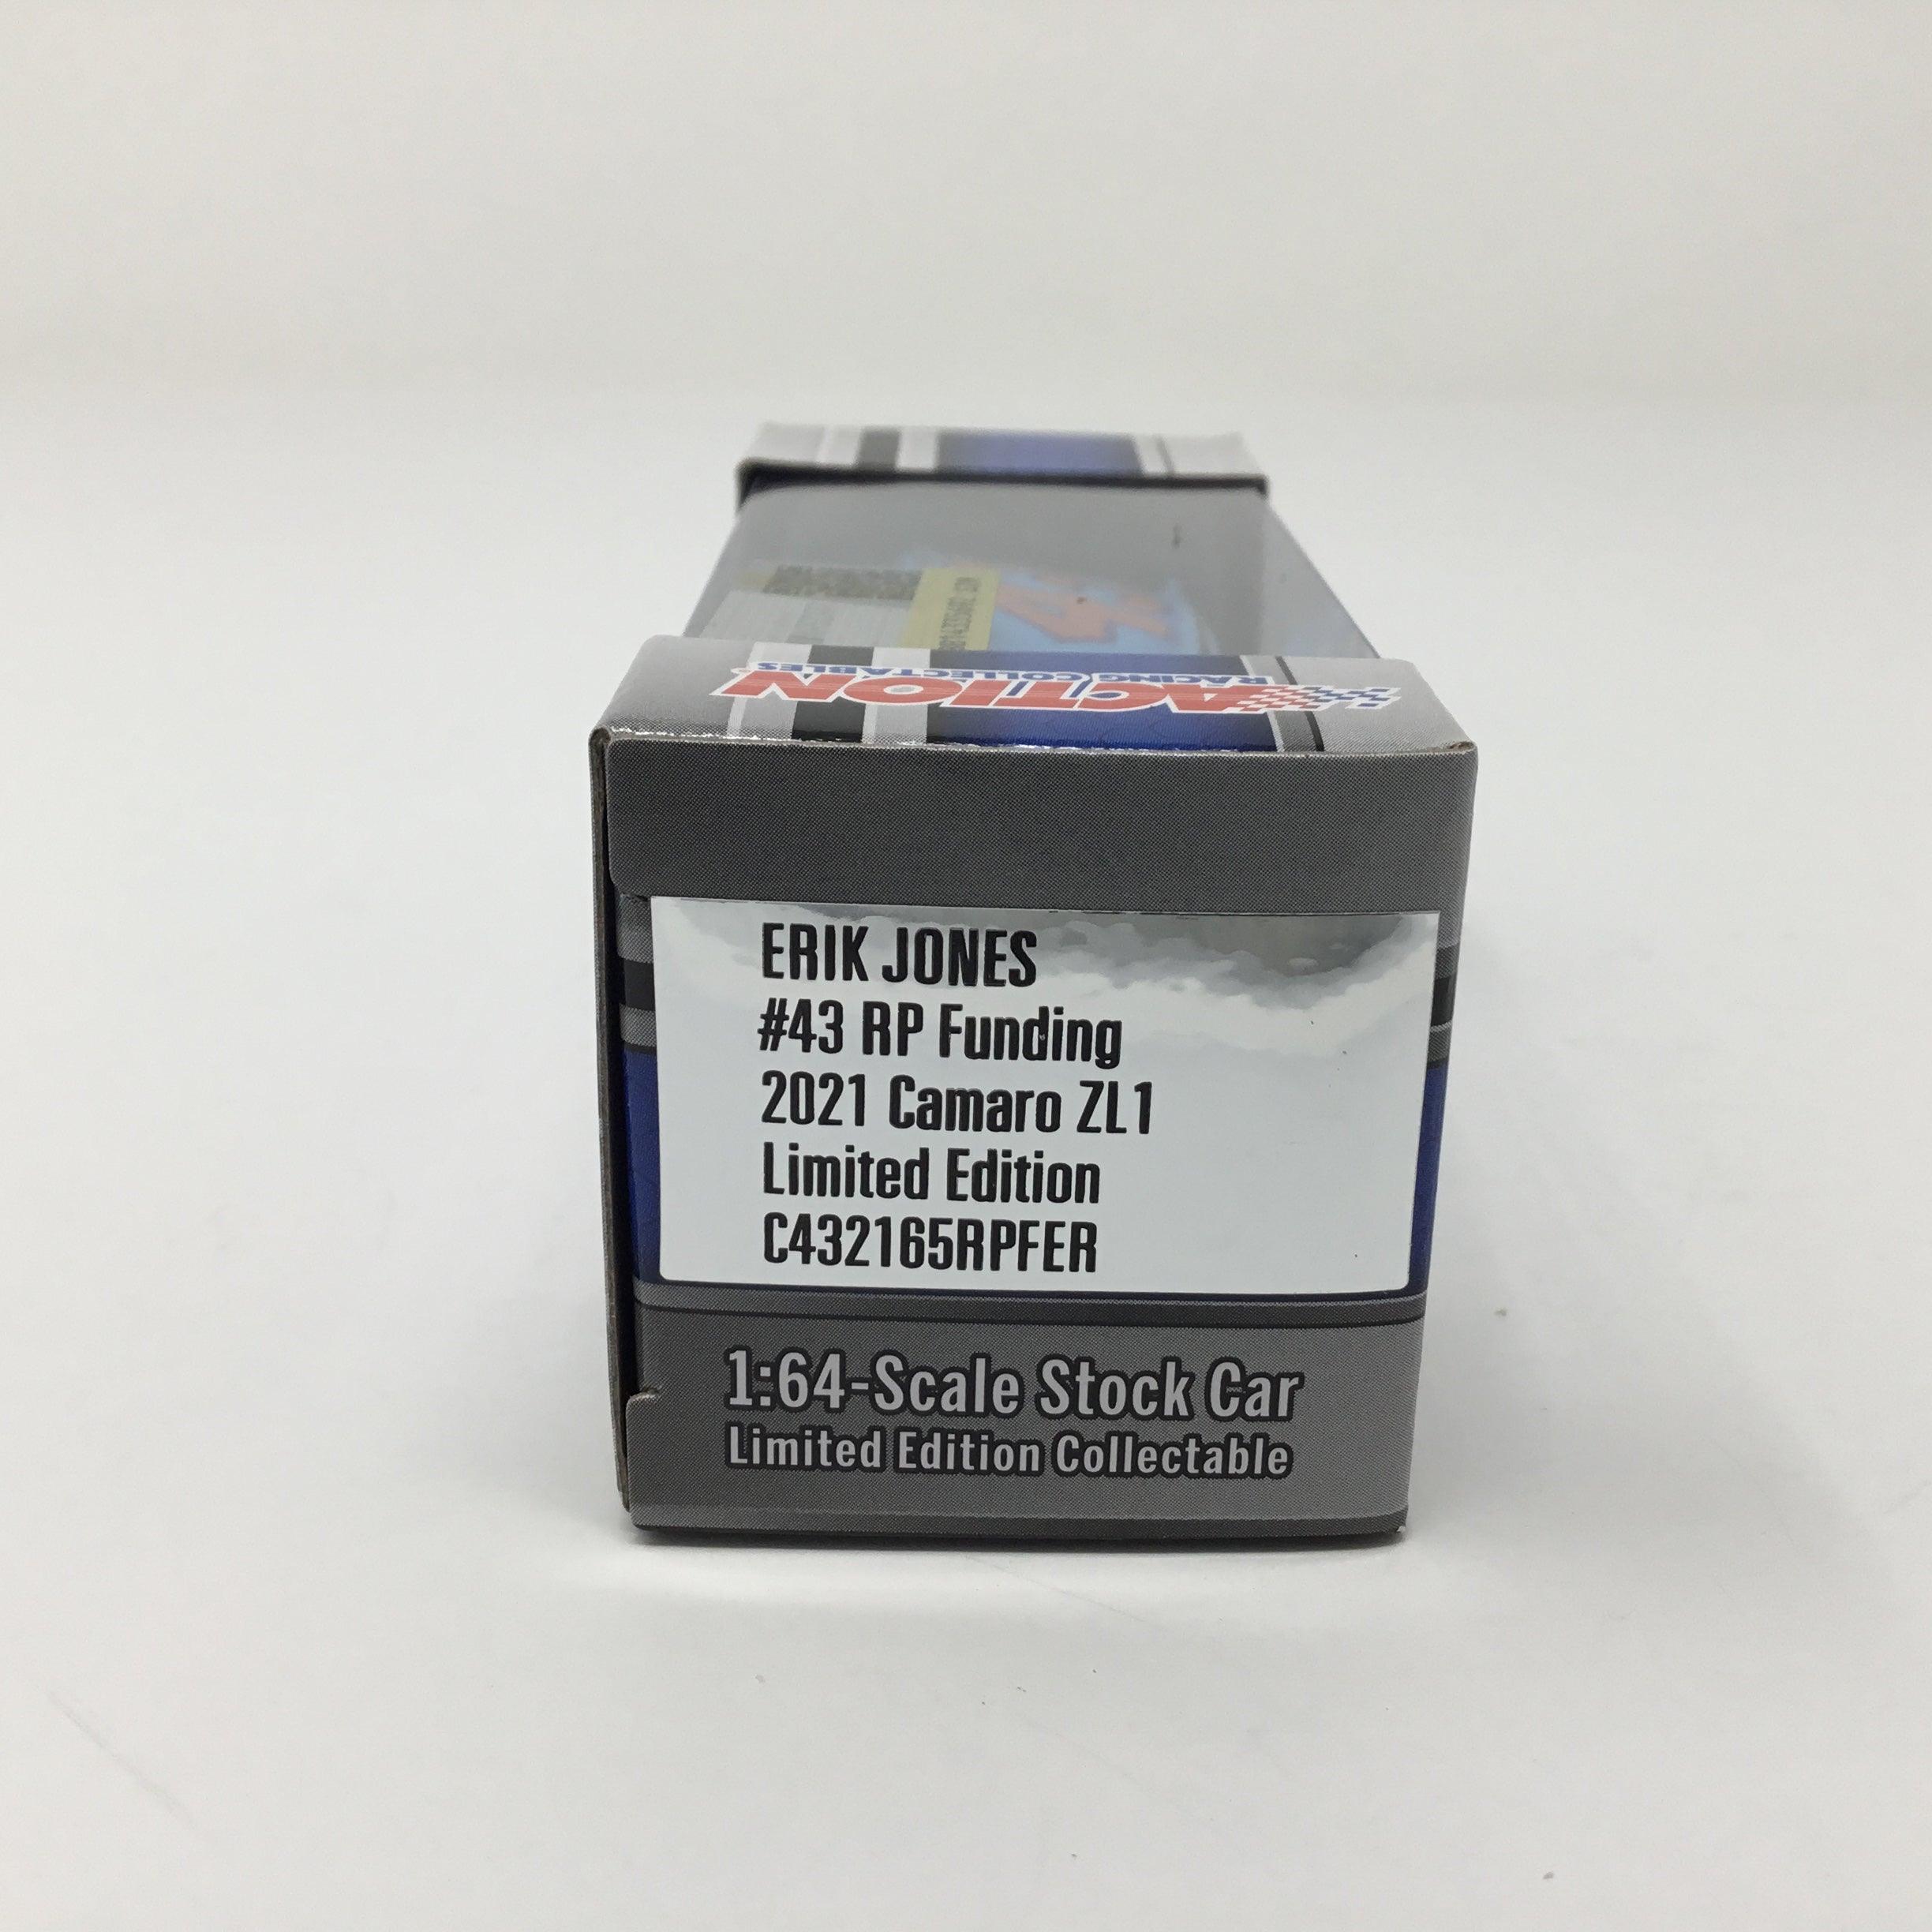 ACTION
RACING COLLECTABLES
ERIK JONES
#43 RP Funding
2021 Camaro ZL1
Limited Edition
C432165RPFER
1:64-Scale Stock Car
Limited Edition Collectable